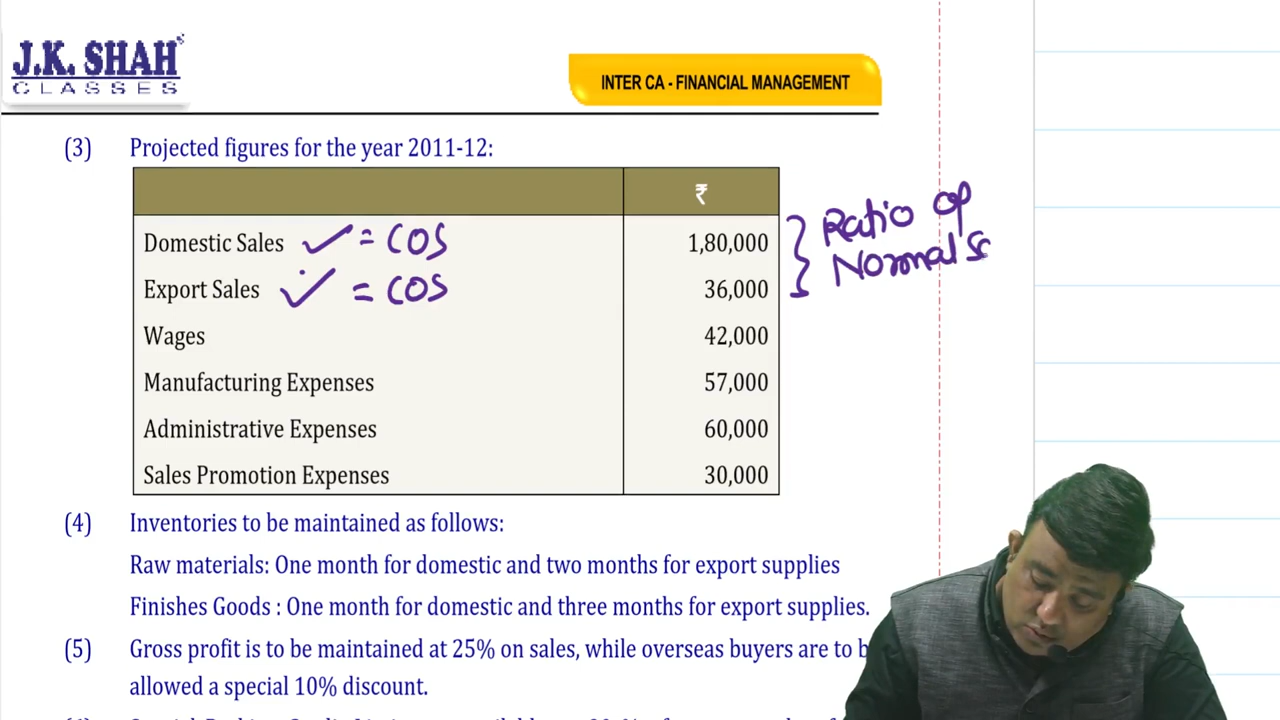 J.K. SHAH
CLASSES
INTER CA - FINANCIAL MANAGEMENT
(3) Projected figures for the year 2011-12:
₹
Domestic Sales ✓ = COS 1,80,000
Export Sales ✓ = COS 36,000
Ratio of
Normal S
Wages 42,000
Manufacturing Expenses 57,000
Administrative Expenses 60,000
Sales Promotion Expenses 30,000
(4) Inventories to be maintained as follows:
Raw materials: One month for domestic and two months for export supplies
Finishes Goods : One month for domestic and three months for export supplies.
(5) Gross profit is to be maintained at 25% on sales, while overseas buyers are to b
allowed a special 10% discount.